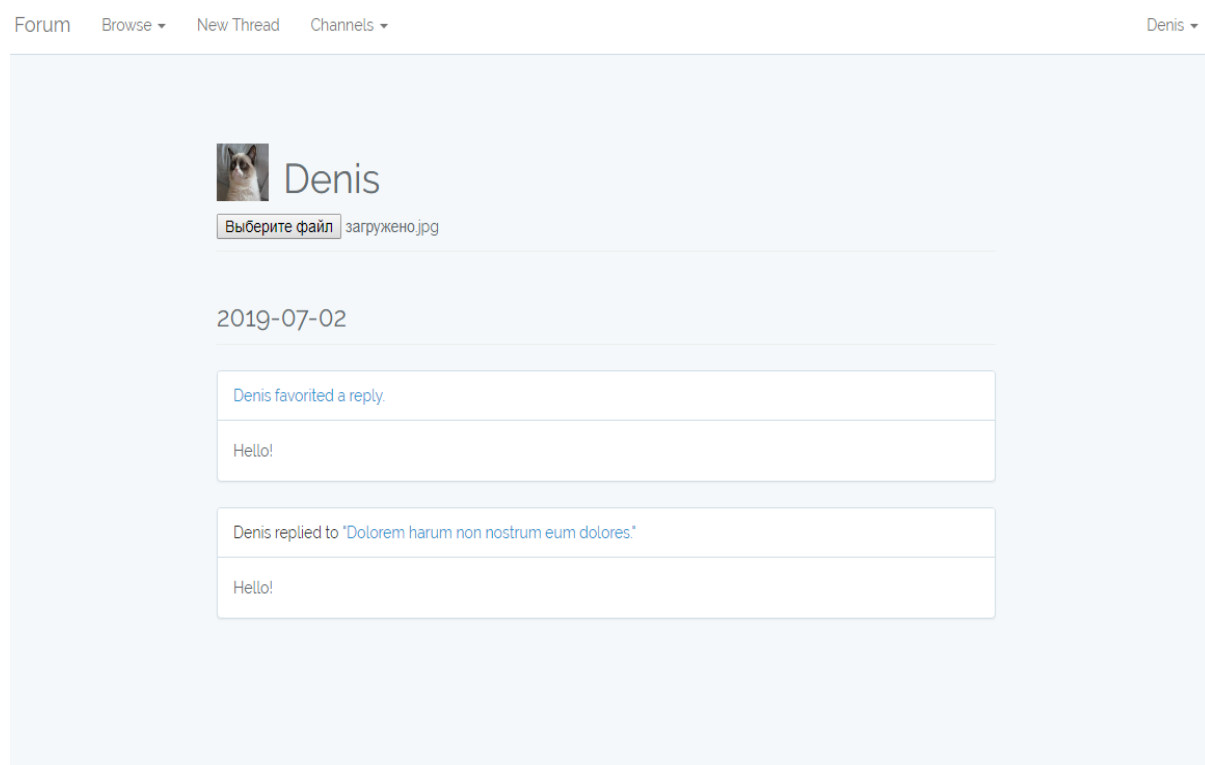 Forum Browse New Thread Channels Denis
Denis
Выберите файл загружено.jpg
2019-07-02
Denis favorited a reply.
Hello!
Denis replied to "Dolorem harum non nostrum eum dolores."
Hello!